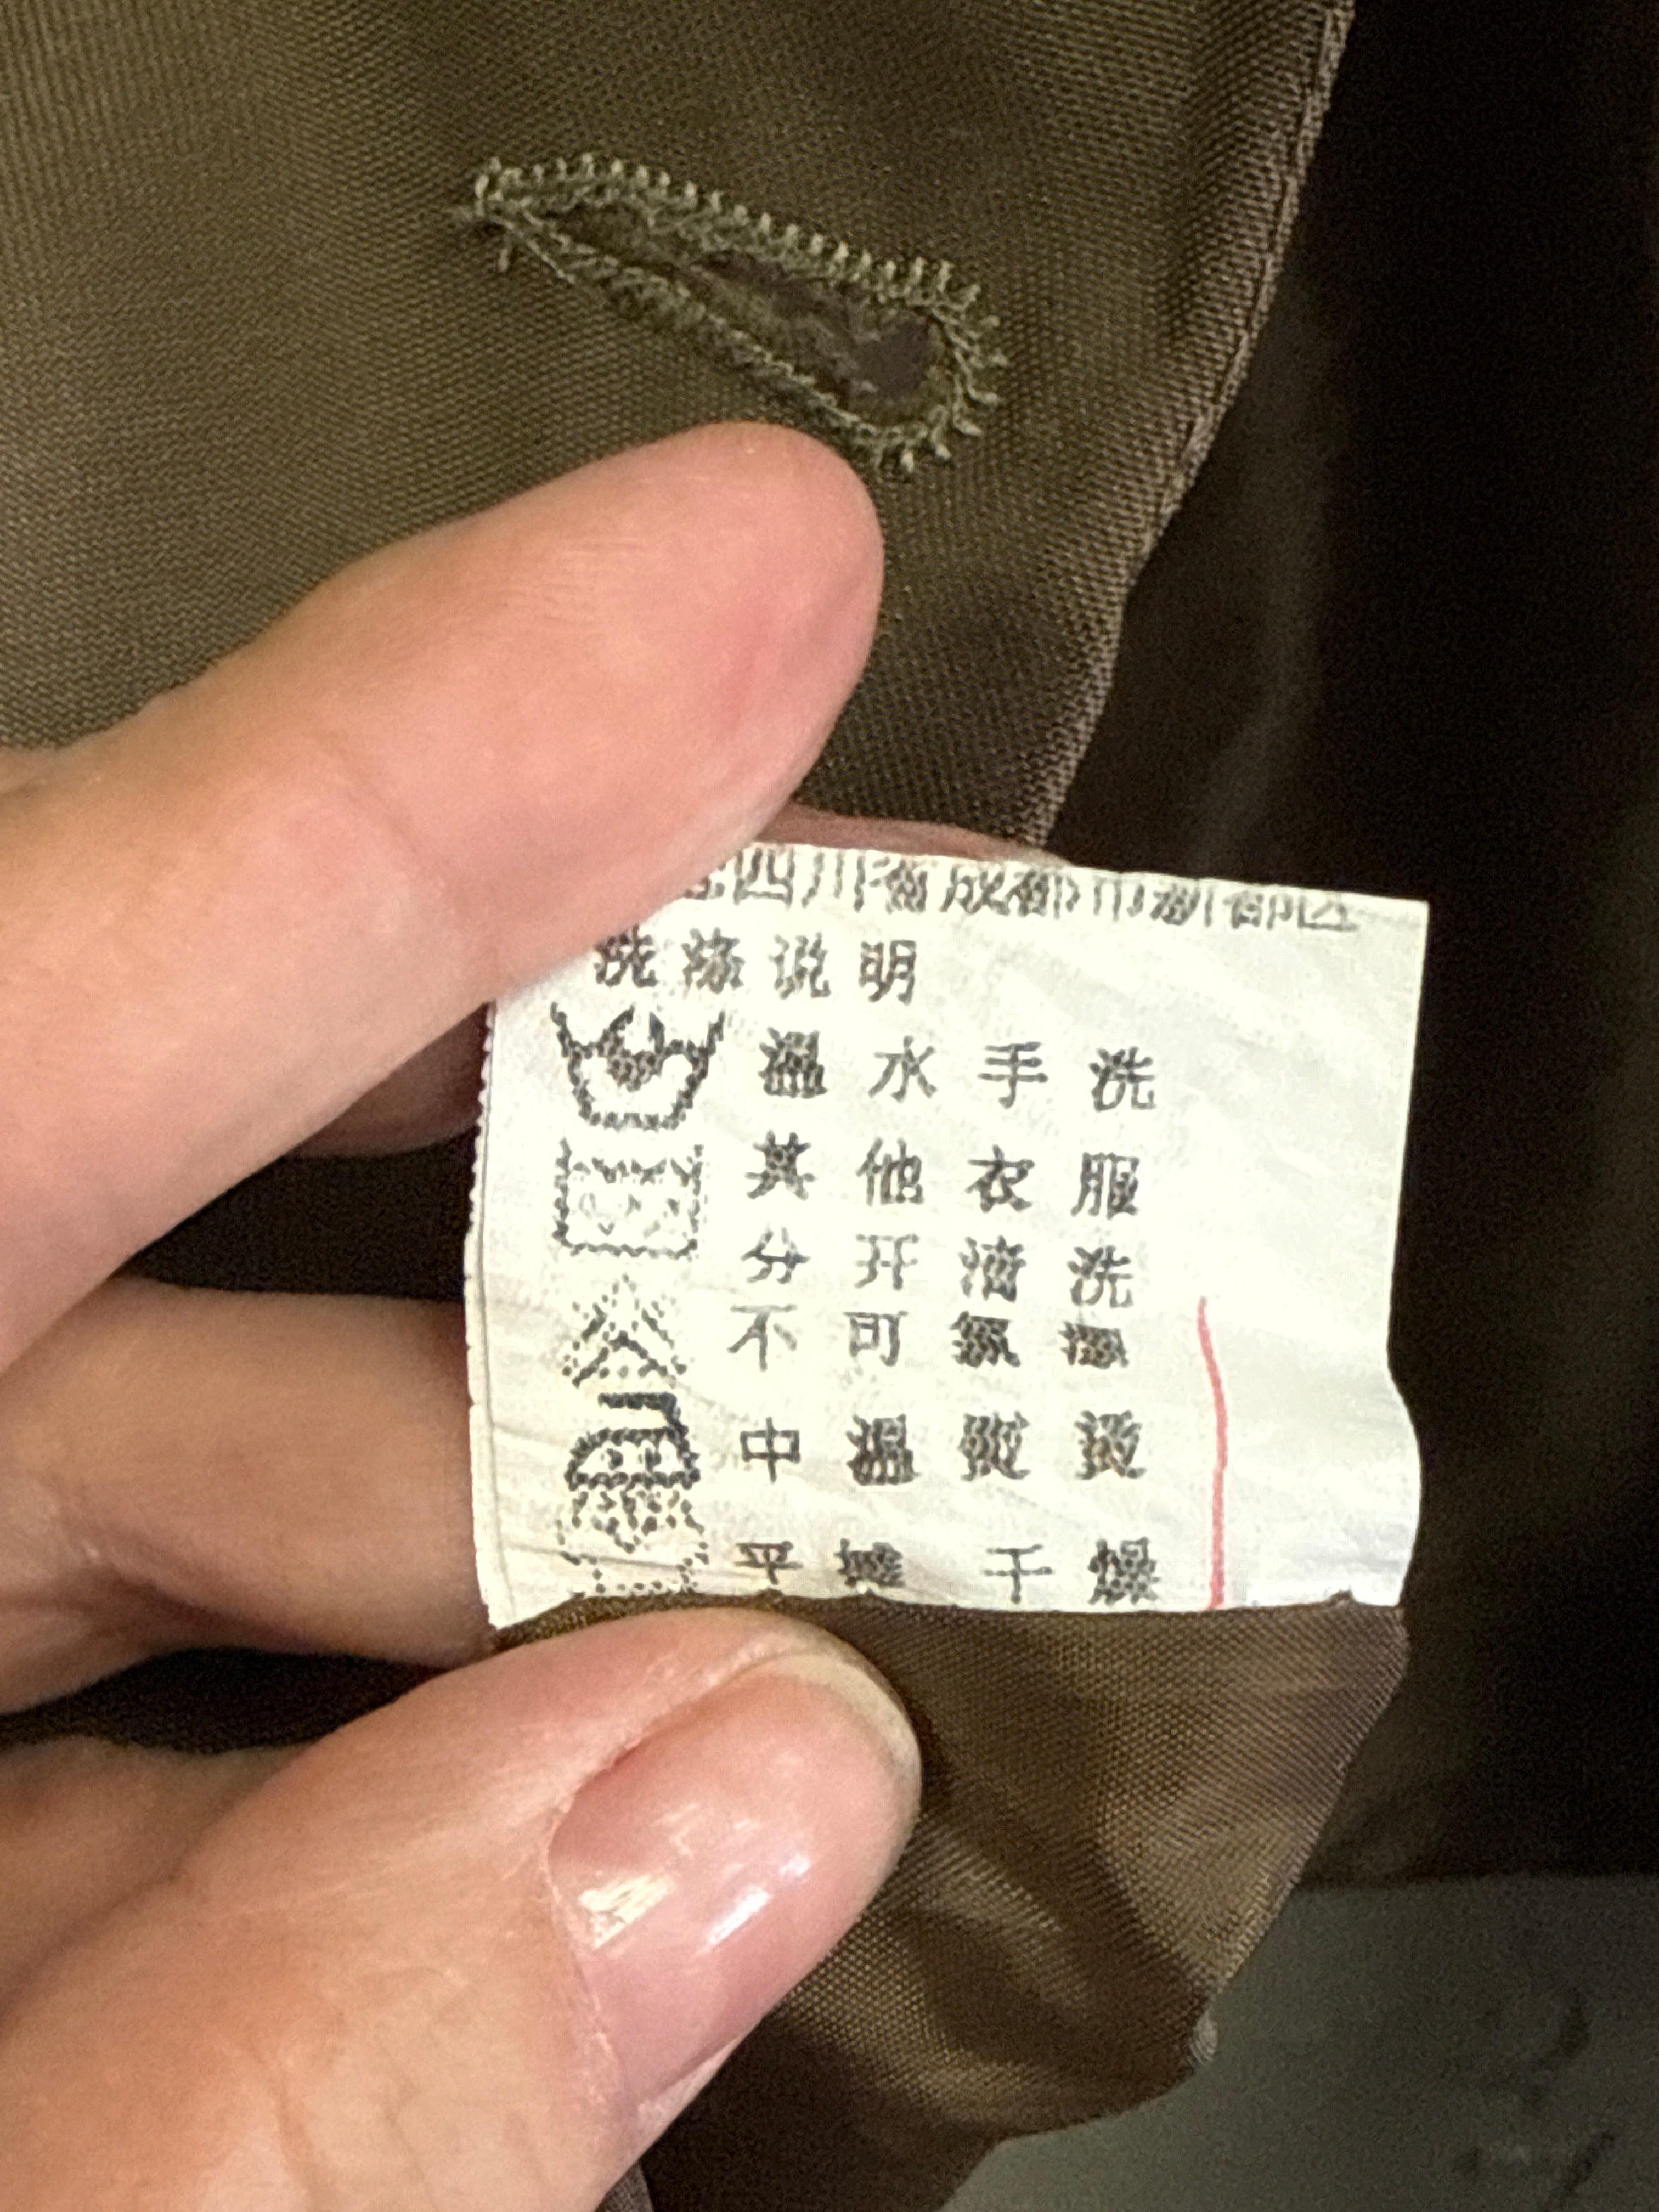 四川省成都市新都区
洗涤说明
温水手洗
其他衣服
分开清洗
不可氯漂
中温熨烫
平摊干燥